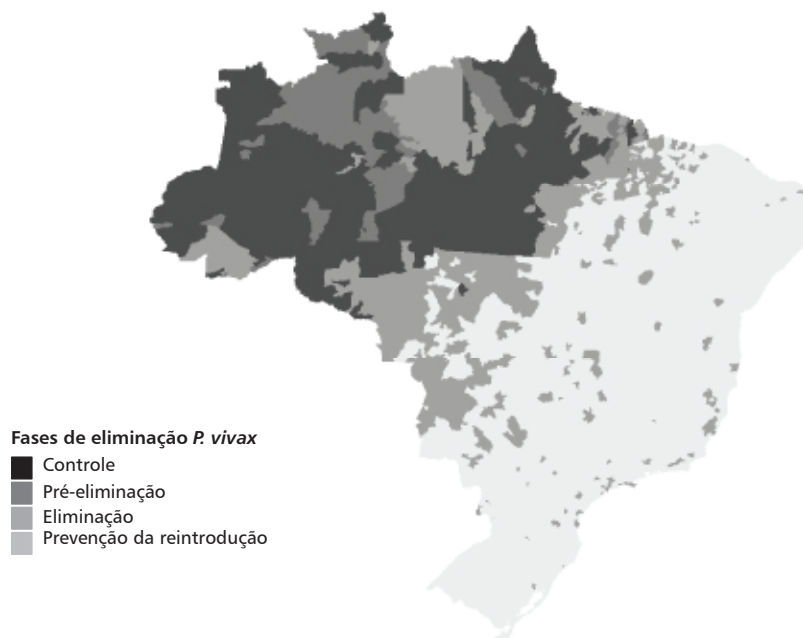 Fases de eliminação P. vivax
Controle
Pré-eliminação
Eliminação
Prevenção da reintrodução